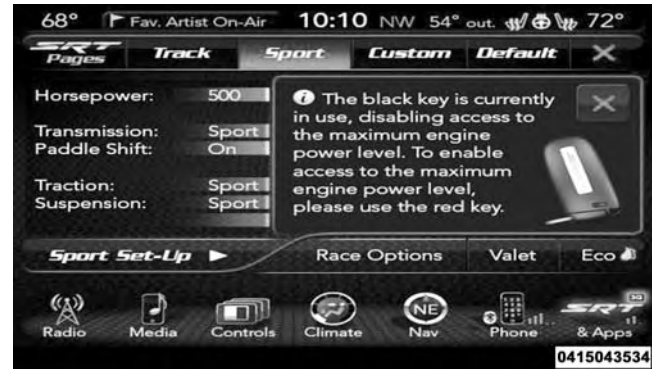 68° Fav. Artist On-Air 10:10 NW 54° out. 72°
SRT Pages Track Sport Custom Default
Horsepower: 500
Transmission: Sport
Paddle Shift: On
Traction: Sport
Suspension: Sport
The black key is currently
in use, disabling access to
the maximum engine
power level. To enable
access to the maximum
engine power level,
please use the red key.
Sport Set-Up Race Options Valet Eco
NE 3G
SRT
Radio Media Controls Climate Nav Phone & Apps
0415043534